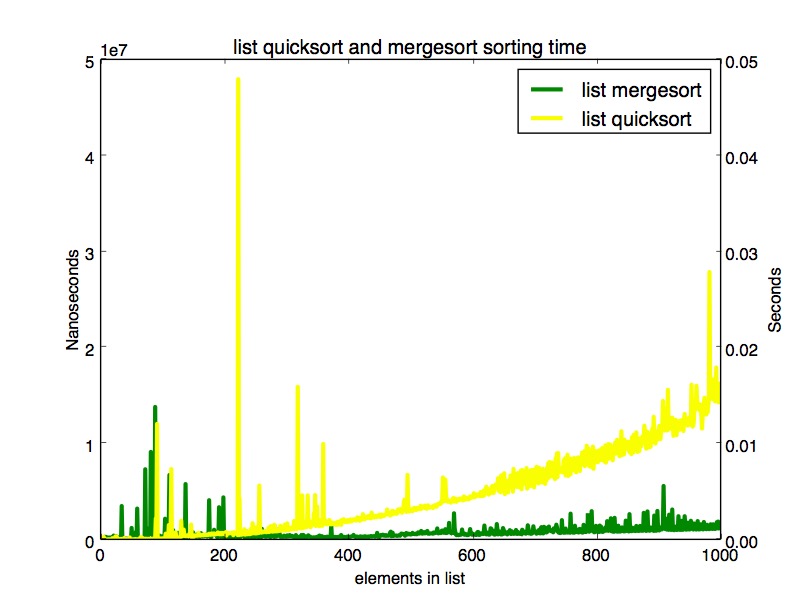 list quicksort and mergesort sorting time
1e7
5
4
3
2
1
0
Nanoseconds
0.05
0.04
0.03
0.02
0.01
0.00
Seconds
list mergesort
list quicksort
0 200 400 600 800 1000
elements in list